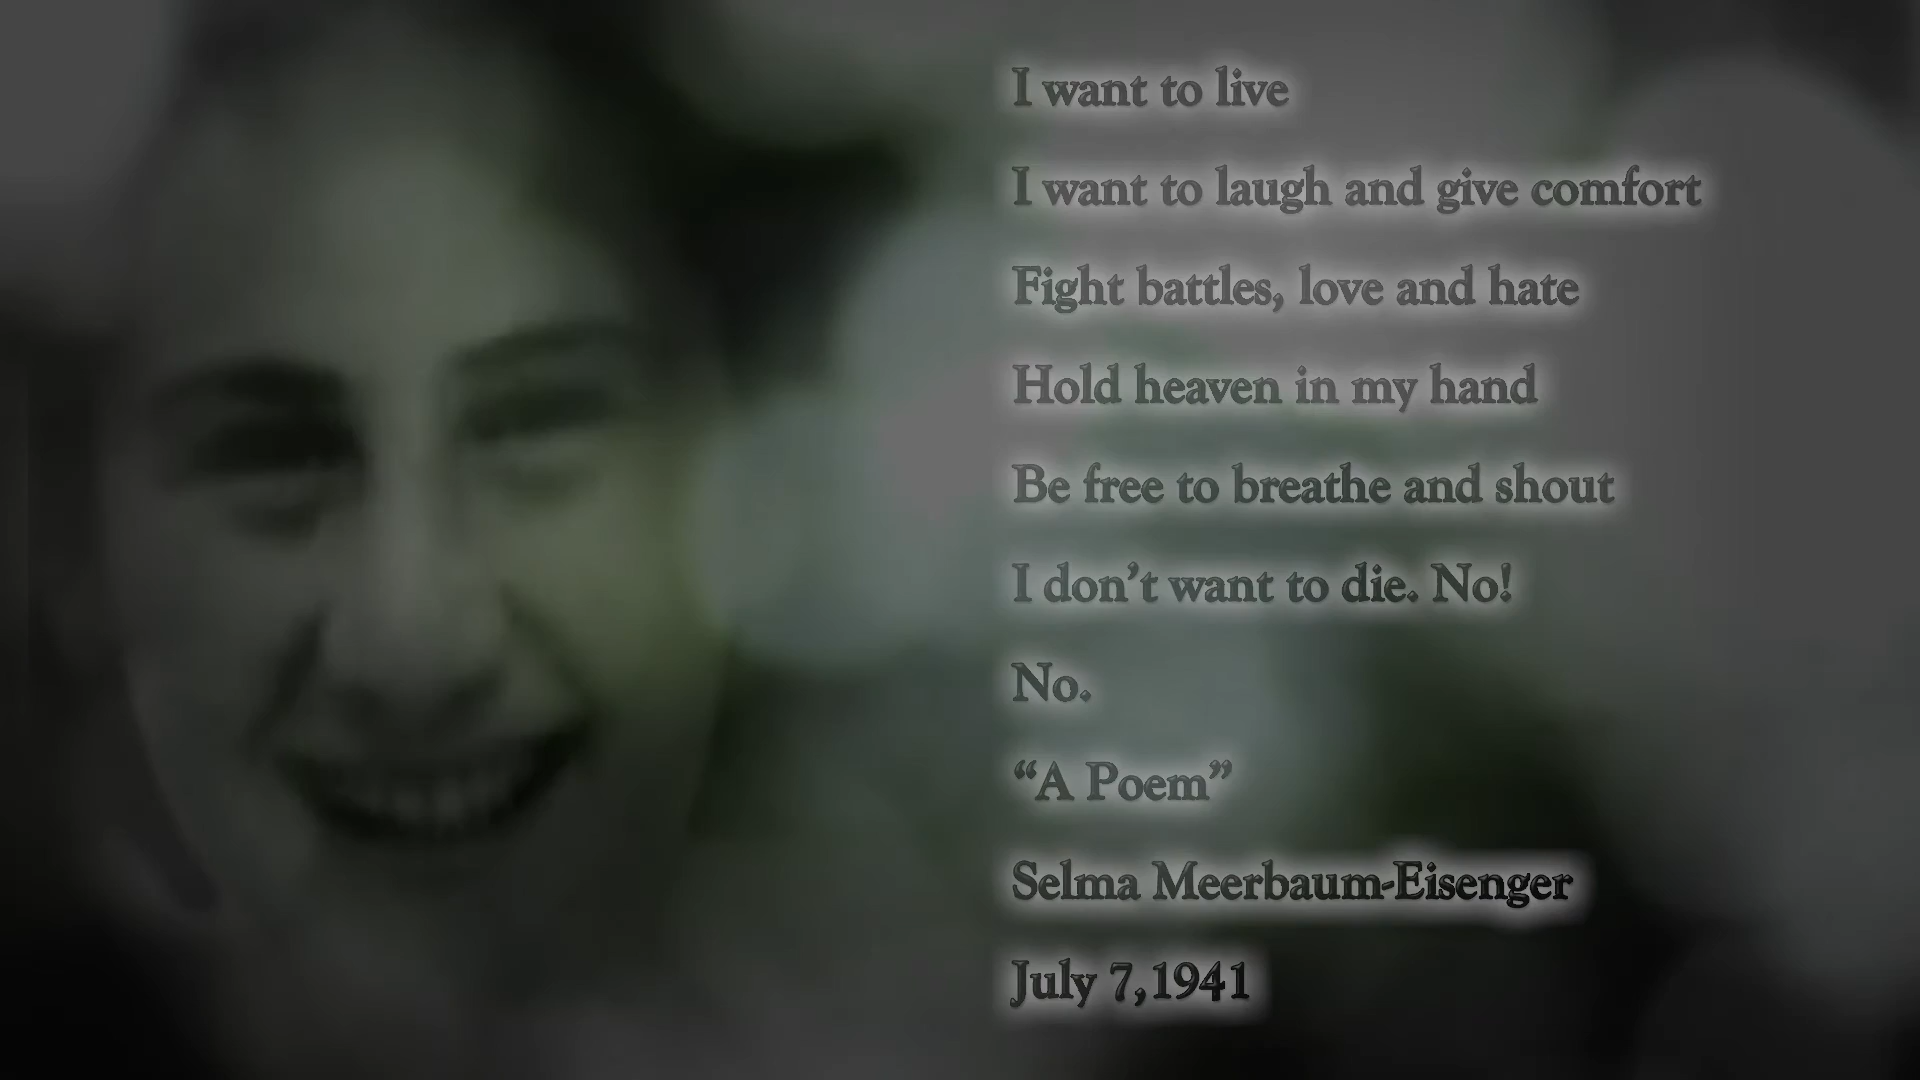 I want to live
I want to laugh and give comfort
Fight battles, love and hate
Hold heaven in my hand
Be free to breathe and shout
I don’t want to die. No!
No.
“A Poem”
Selma Meerbaum-Eisenger
July 7,1941